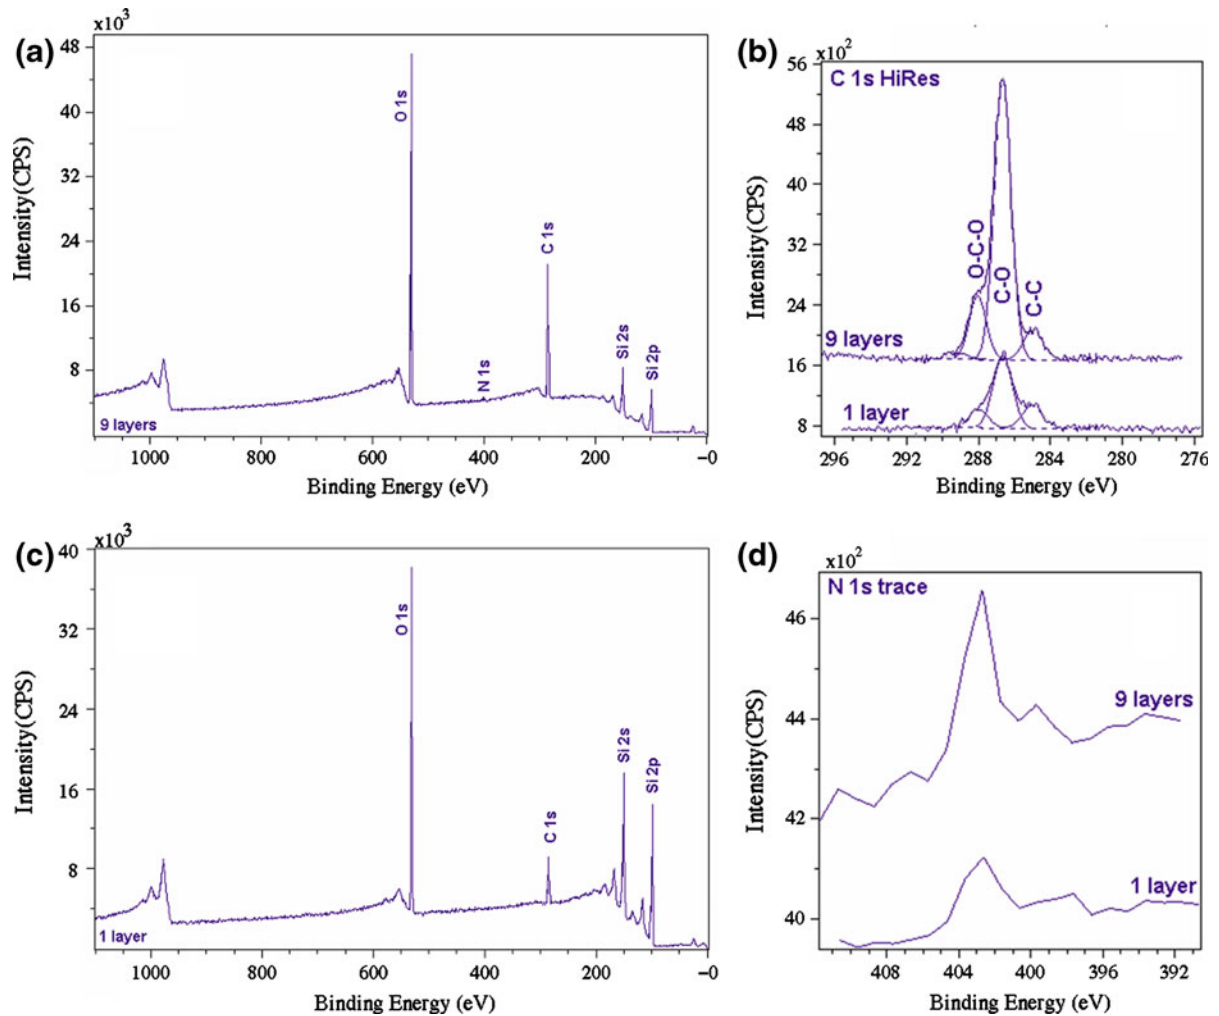 (a)
x10³
48
40
32
24
16
8
Intensity(CPS)
O 1s
N 1s
C 1s
Si 2s
Si 2p
9 layers
1000 800 600 400 200 −0
Binding Energy (eV)
(b)
x10²
56
48
40
32
24
16
8
Intensity(CPS)
C 1s HiRes
O-C-O
C-O
C-C
9 layers
1 layer
296 292 288 284 280 276
Binding Energy (eV)
(c)
x10³
40
32
24
16
8
Intensity(CPS)
O 1s
C 1s
Si 2s
Si 2p
1 layer
1000 800 600 400 200 −0
Binding Energy (eV)
(d)
x10²
46
44
42
40
Intensity(CPS)
N 1s trace
9 layers
1 layer
408 404 400 396 392
Binding Energy (eV)